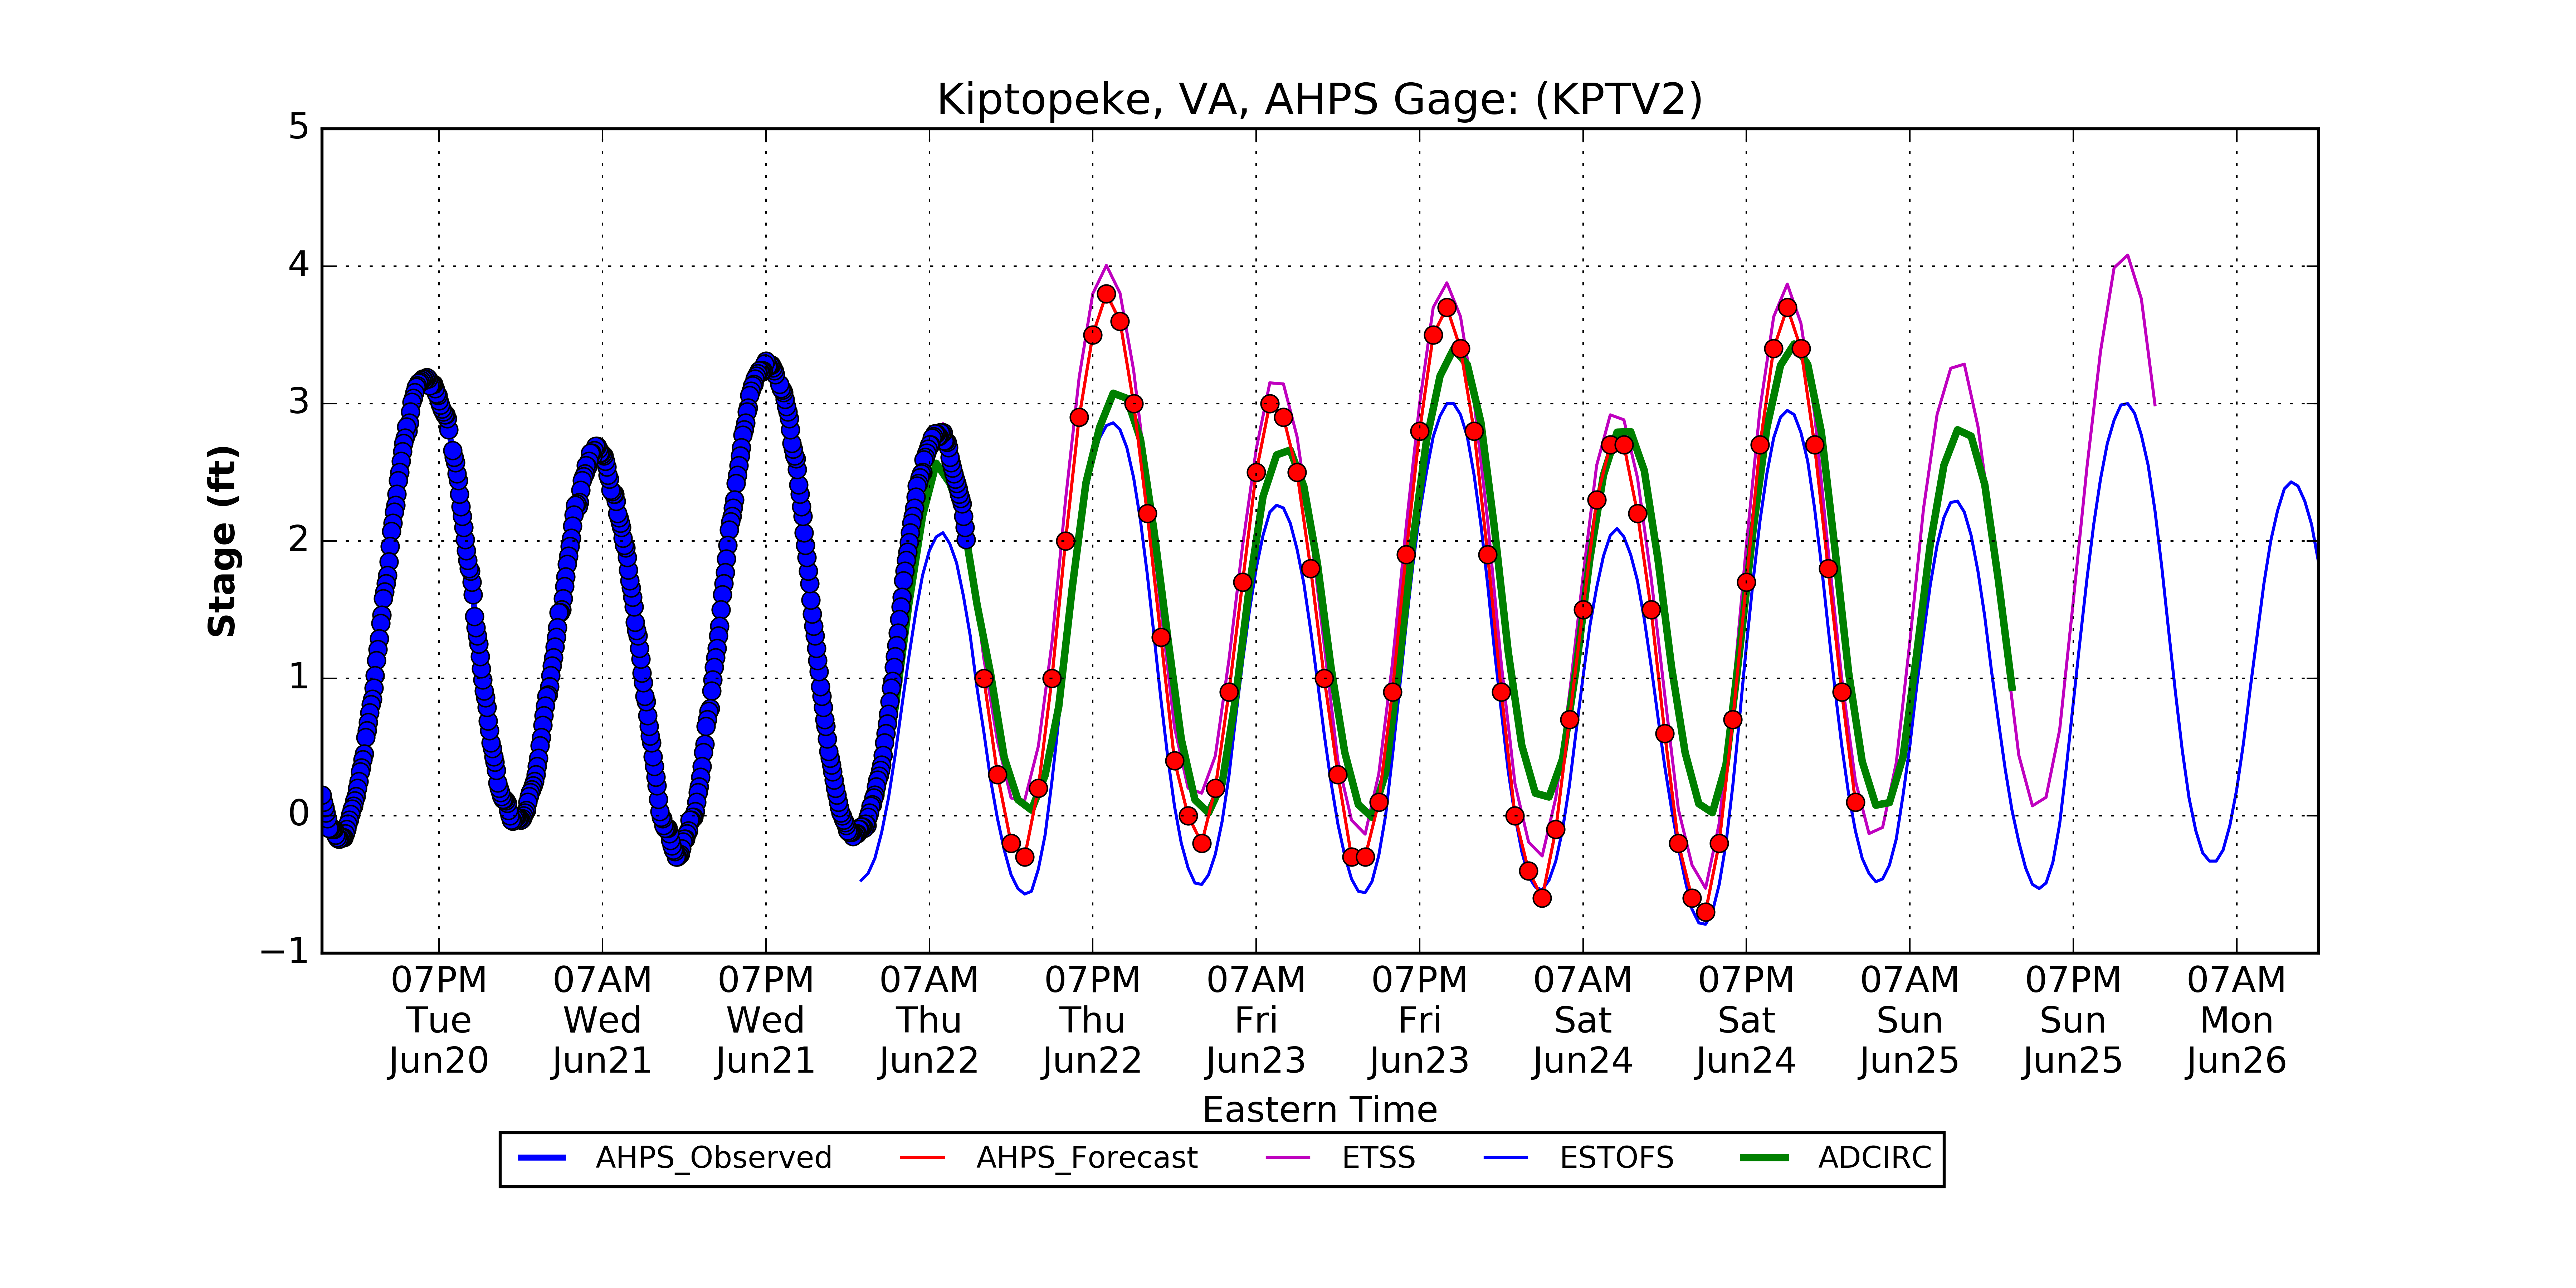 Kiptopeke, VA, AHPS Gage: (KPTV2)
5
4
3
2
1
0
−1
Stage (ft)
07PM 07AM 07PM 07AM 07PM 07AM 07PM 07AM 07PM 07AM 07PM 07AM
Tue Wed Wed Thu Thu Fri Fri Sat Sat Sun Sun Mon
Jun20 Jun21 Jun21 Jun22 Jun22 Jun23 Jun23 Jun24 Jun24 Jun25 Jun25 Jun26
Eastern Time
AHPS_Observed AHPS_Forecast ETSS ESTOFS ADCIRC